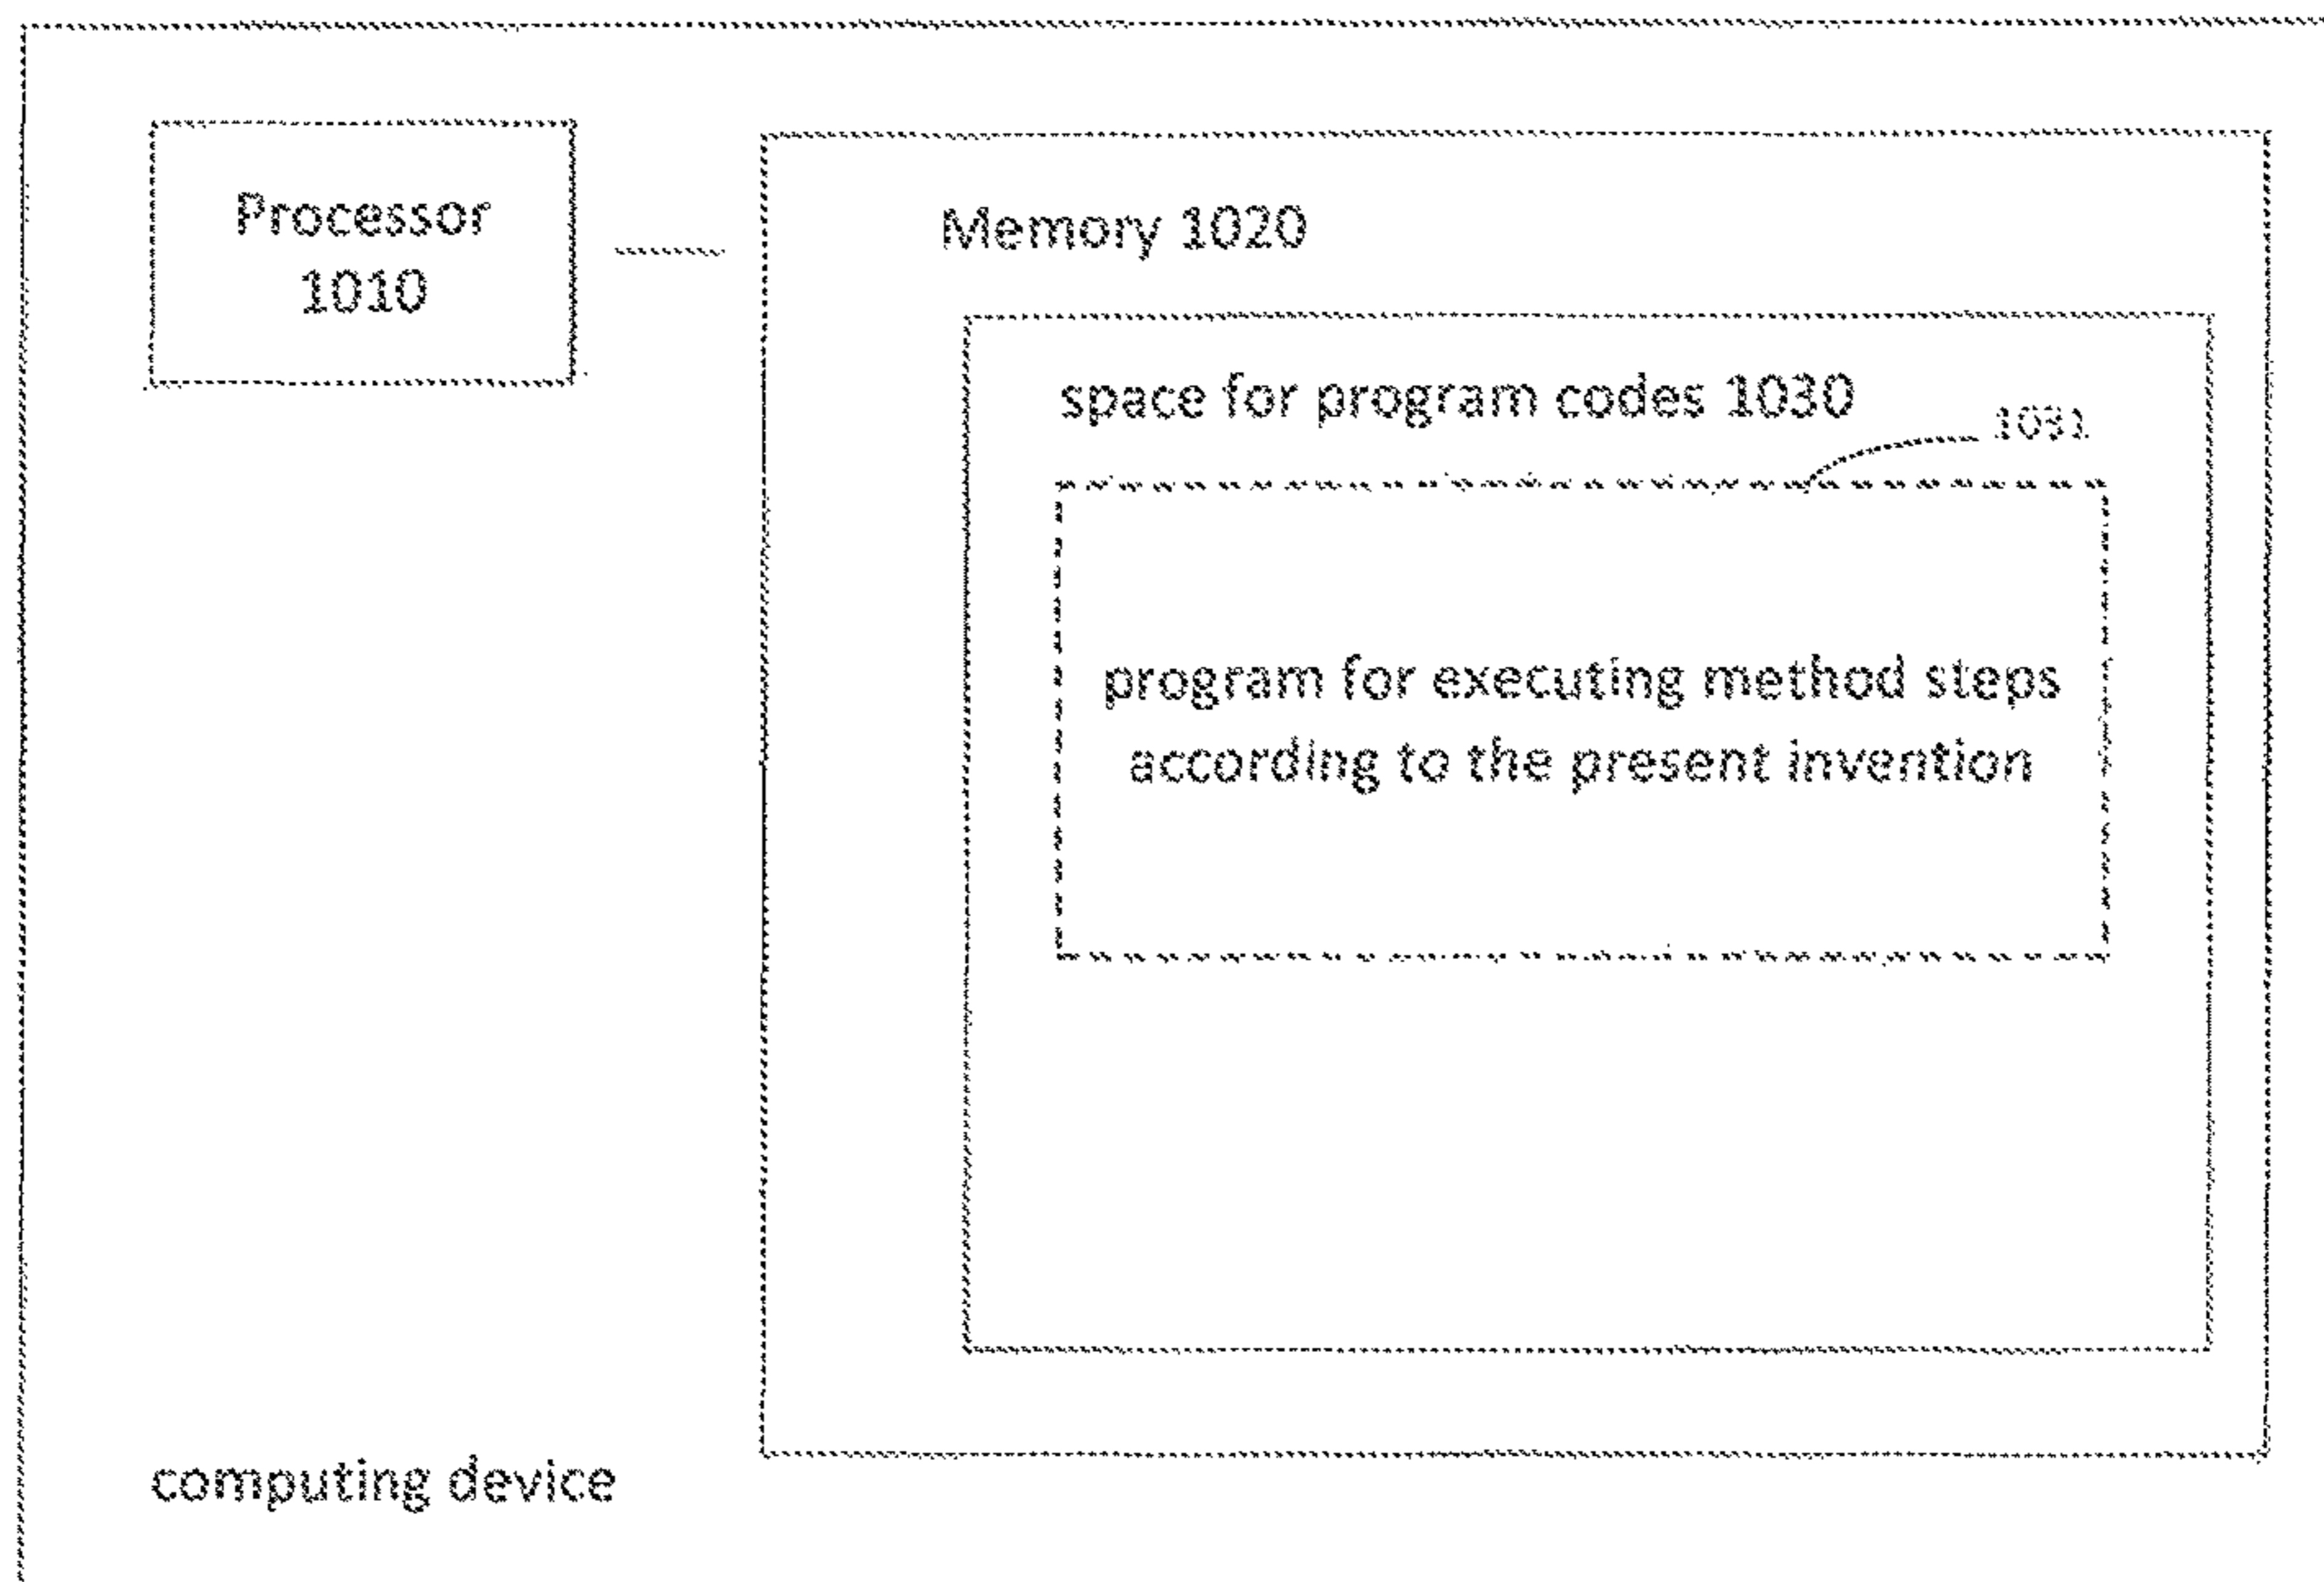 Processor
1010
Memory 1020
space for program codes 1030
1031
program for executing method steps
according to the present invention
computing device